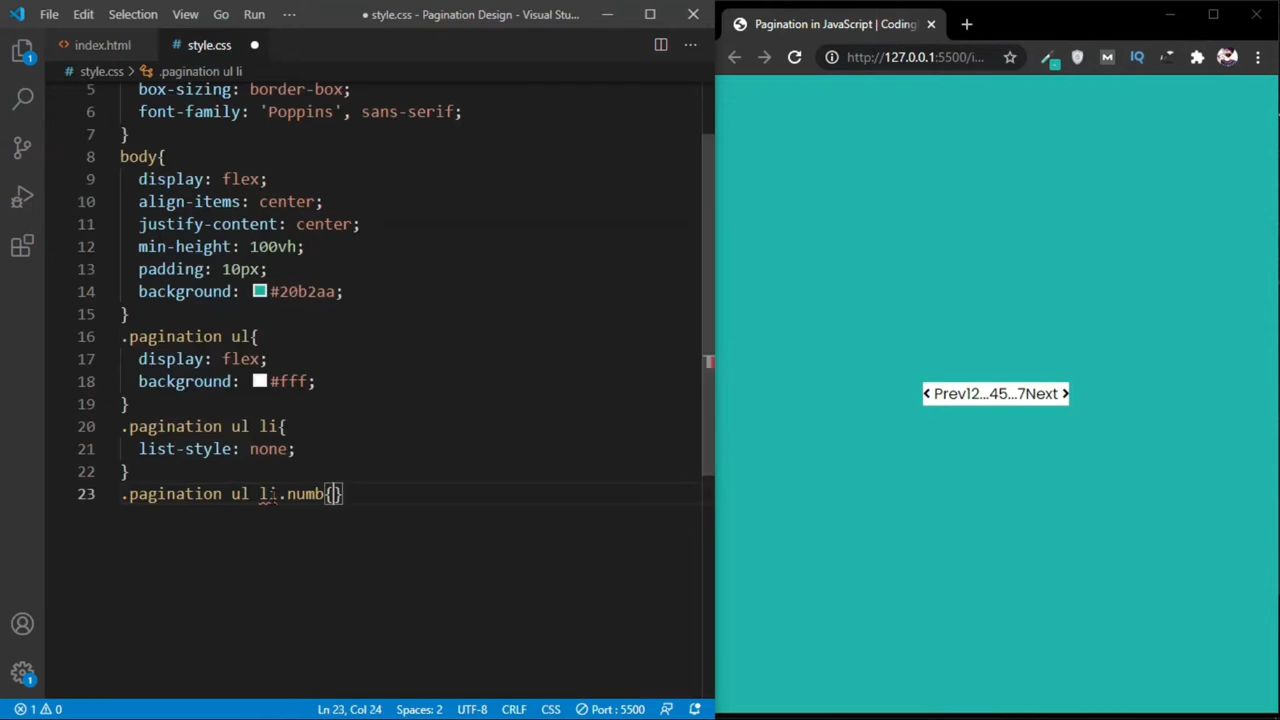 File Edit Selection View Go Run ···
● style.css - Pagination Design - Visual Stu...
index.html
style.css ●
style.css > .pagination ul li
5 box-sizing: border-box;
6 font-family: 'Poppins', sans-serif;
7 }
8 body{
9 display: flex;
10 align-items: center;
11 justify-content: center;
12 min-height: 100vh;
13 padding: 10px;
14 background: #20b2aa;
15 }
16 .pagination ul{
17 display: flex;
18 background: #fff;
19 }
20 .pagination ul li{
21 list-style: none;
22 }
23 .pagination ul li.numb{}
1
1
1 0
Ln 23, Col 24 Spaces: 2 UTF-8 CRLF CSS Port : 5500
Pagination in JavaScript | Coding
http://127.0.0.1:5500/i...
M
IQ
Prev12...45...7Next